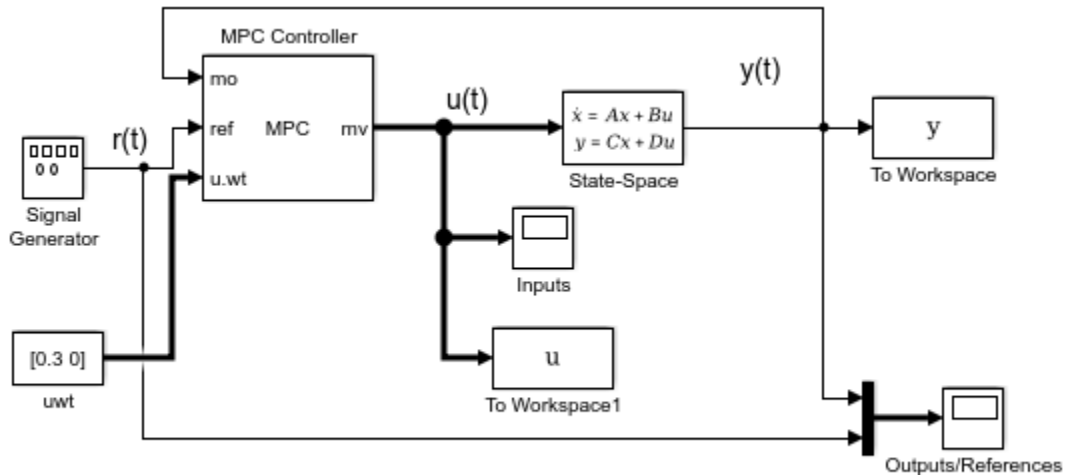 MPC Controller
mo
ref
MPC
mv
u.wt
r(t)
u(t)
y(t)
ẋ = Ax + Bu
y = Cx + Du
State-Space
y
To Workspace
Signal
Generator
Inputs
[0.3 0]
uwt
u
To Workspace1
Outputs/References